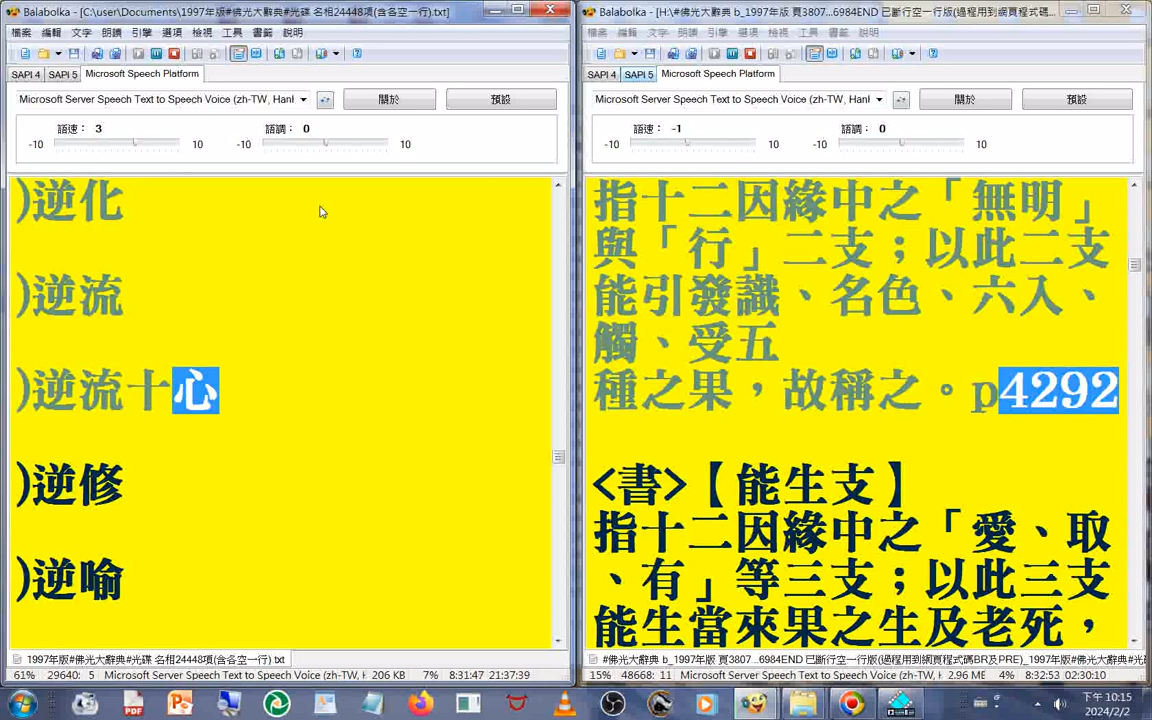 Balabolka - [C:\user\Documents\1997年版#佛光大辭典#光碟 名相24448項(含各空一行).txt]
檔案 編輯 文字 朗讀 引擎 選項 檢視 工具 書籤 說明
SAPI 4 SAPI 5 Microsoft Speech Platform
Microsoft Server Speech Text to Speech Voice (zh-TW, Hanl
關於 預設
語速： 3 語調： 0
-10 10 -10 10
)逆化
)逆流
)逆流十心
)逆修
)逆喻
1997年版#佛光大辭典#光碟 名相24448項(含各空一行).txt
61% 29640: 5 Microsoft Server Speech Text to Speech Voice (zh-TW, H 206 KB 7% 8:31:47 21:37:39
Balabolka - [H:\#佛光大辭典 b_1997年版 頁3807...6984END 已斷行空一行版(過程用到網頁程式碼...
檔案 編輯 文字 朗讀 引擎 選項 檢視 工具 書籤 說明
SAPI 4 SAPI 5 Microsoft Speech Platform
Microsoft Server Speech Text to Speech Voice (zh-TW, Hanl
關於 預設
語速： -1 語調： 0
-10 10 -10 10
指十二因緣中之「無明」
與「行」二支；以此二支
能引發識、名色、六入、
觸、受五
種之果，故稱之。p4292
<書>【能生支】
指十二因緣中之「愛、取
、有」等三支；以此三支
能生當來果之生及老死，
#佛光大辭典 b_1997年版 頁3807...6984END 已斷行空一行版(過程用到網頁程式碼BR及PRE)_1997年版#光
15% 48668: 11 Microsoft Server Speech Text to Speech Voice (zh-TW, H 2.96 MB 4% 8:32:53 02:30:10
下午 10:15
2024/2/2